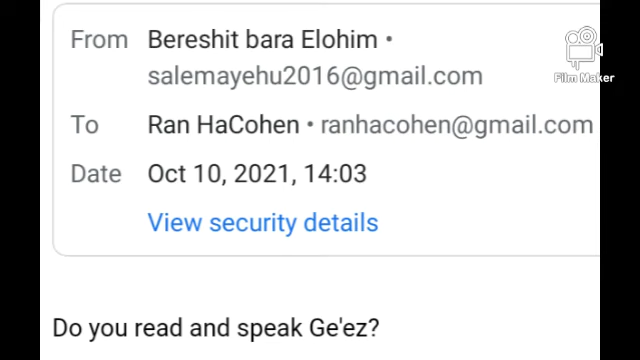 From Bereshit bara Elohim •
salemayehu2016@gmail.com
To Ran HaCohen • ranhacohen@gmail.com
Date Oct 10, 2021, 14:03
View security details
Do you read and speak Ge'ez?
Film Maker